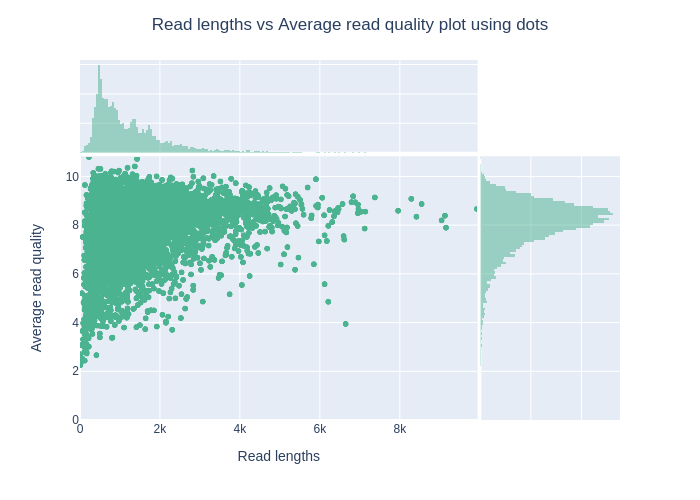 Read lengths vs Average read quality plot using dots
10
8
6
4
2
0
Average read quality
0
2k
4k
6k
8k
Read lengths